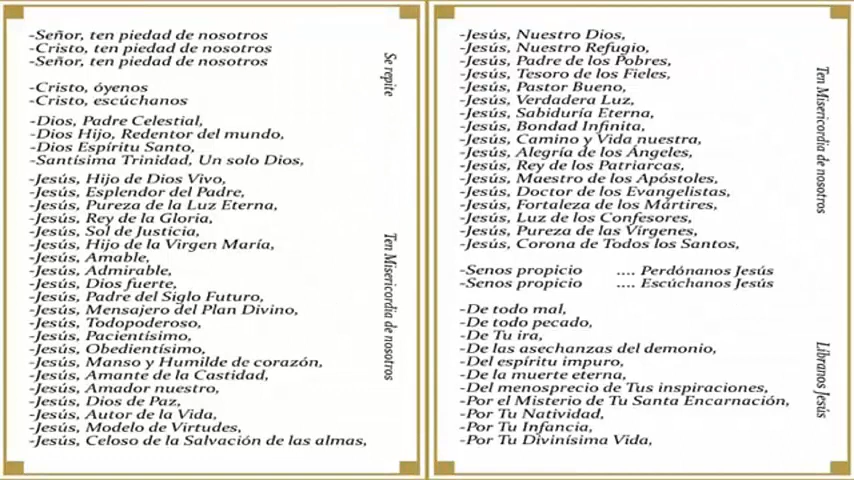 -Señor, ten piedad de nosotros
-Cristo, ten piedad de nosotros
-Señor, ten piedad de nosotros
-Cristo, óyenos
-Cristo, escúchanos
Se repite
-Dios, Padre Celestial,
-Dios Hijo, Redentor del mundo,
-Dios Espíritu Santo,
-Santísima Trinidad, Un solo Dios,
-Jesús, Hijo de Dios Vivo,
-Jesús, Esplendor del Padre,
-Jesús, Pureza de la Luz Eterna,
-Jesús, Rey de la Gloria,
-Jesús, Sol de Justicia,
-Jesús, Hijo de la Virgen María,
-Jesús, Amable,
-Jesús, Admirable,
-Jesús, Dios fuerte,
-Jesús, Padre del Siglo Futuro,
-Jesús, Mensajero del Plan Divino,
-Jesús, Todopoderoso,
-Jesús, Pacientísimo,
-Jesús, Obedientísimo,
-Jesús, Manso y Humilde de corazón,
-Jesús, Amante de la Castidad,
-Jesús, Amador nuestro,
-Jesús, Dios de Paz,
-Jesús, Autor de la Vida,
-Jesús, Modelo de Virtudes,
-Jesús, Celoso de la Salvación de las almas,
Ten Misericordia de nosotros
-Jesús, Nuestro Dios,
-Jesús, Nuestro Refugio,
-Jesús, Padre de los Pobres,
-Jesús, Tesoro de los Fieles,
-Jesús, Pastor Bueno,
-Jesús, Verdadera Luz,
-Jesús, Sabiduría Eterna,
-Jesús, Bondad Infinita,
-Jesús, Camino y Vida nuestra,
-Jesús, Alegría de los Ángeles,
-Jesús, Rey de los Patriarcas,
-Jesús, Maestro de los Apóstoles,
-Jesús, Doctor de los Evangelistas,
-Jesús, Fortaleza de los Mártires,
-Jesús, Luz de los Confesores,
-Jesús, Pureza de las Vírgenes,
-Jesús, Corona de Todos los Santos,
Ten Misericordia de nosotros
-Senos propicio .... Perdónanos Jesús
-Senos propicio .... Escúchanos Jesús
-De todo mal,
-De todo pecado,
-De Tu ira,
-De las asechanzas del demonio,
-Del espíritu impuro,
-De la muerte eterna,
-Del menosprecio de Tus inspiraciones,
-Por el Misterio de Tu Santa Encarnación,
-Por Tu Natividad,
-Por Tu Infancia,
-Por Tu Divinísima Vida,
Líbranos Jesús